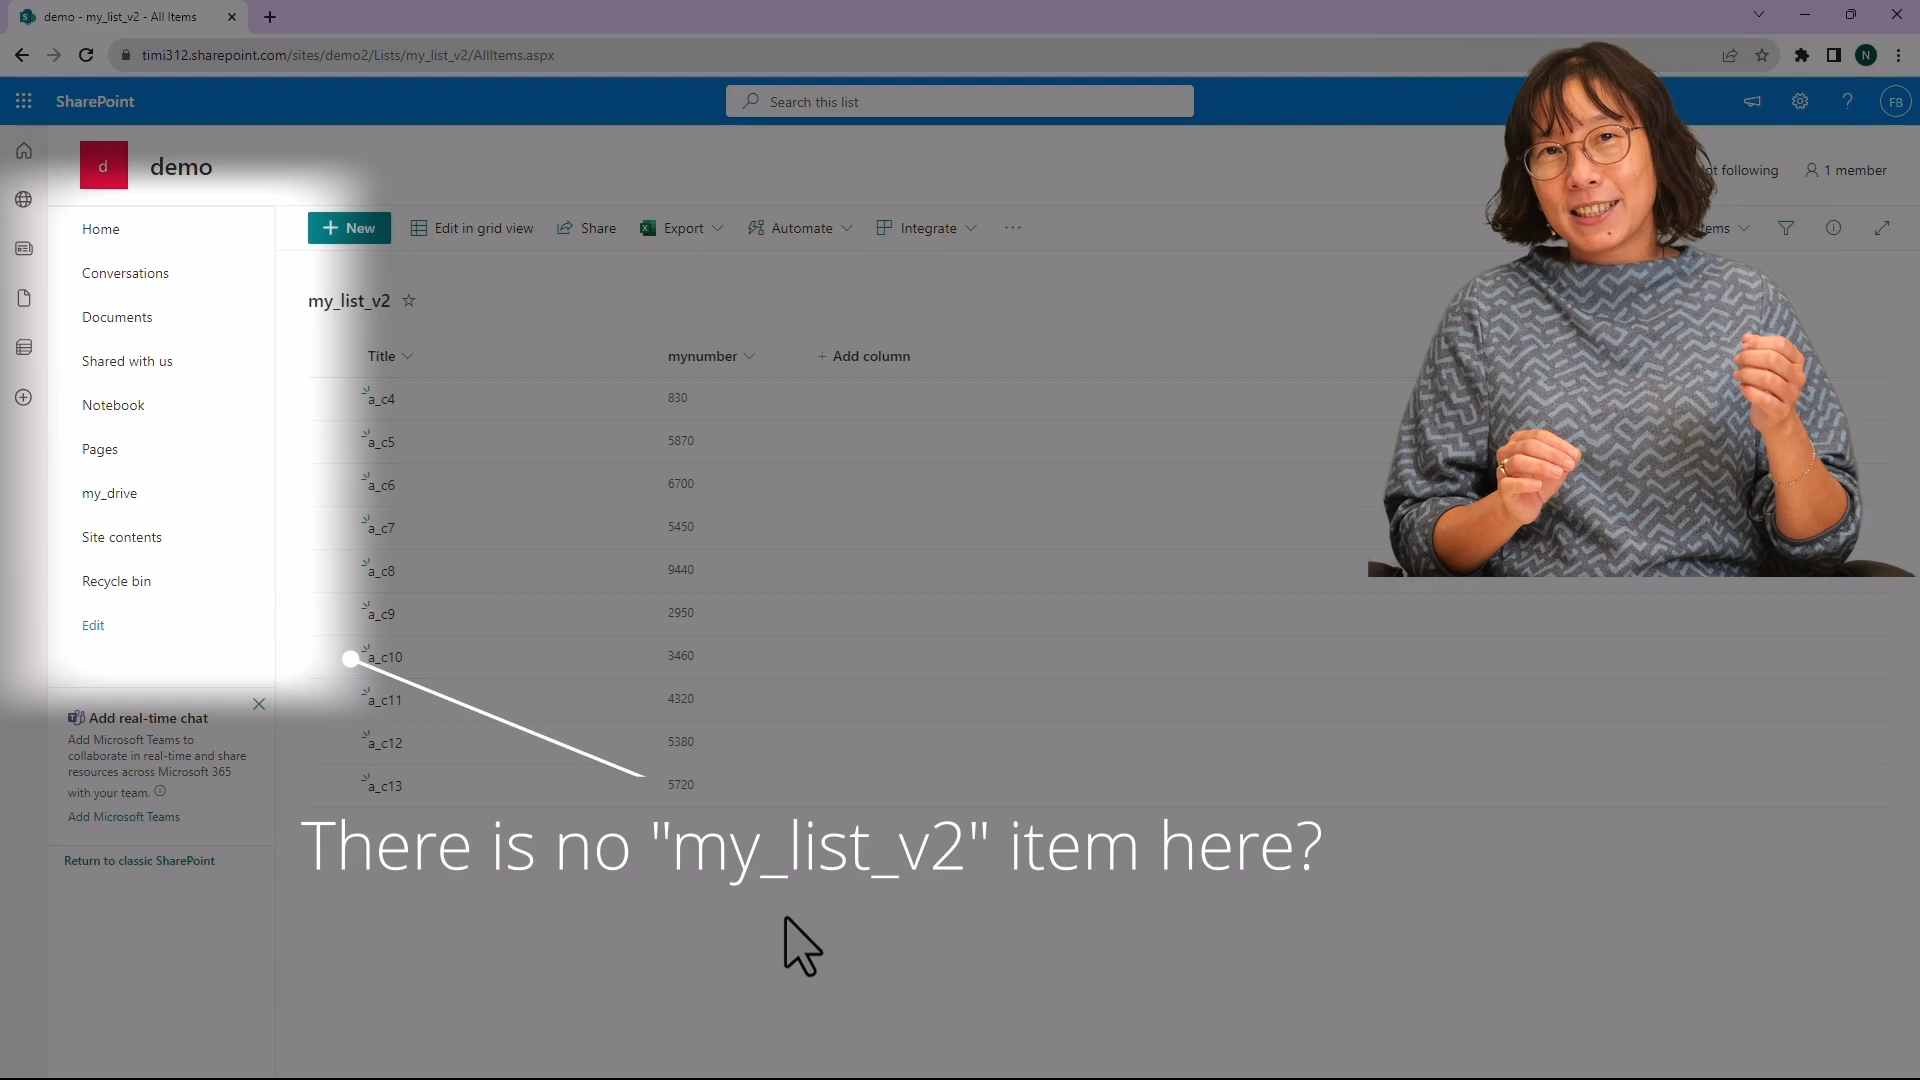 demo - my_list_v2 - All Items
timi312.sharepoint.com/sites/demo2/Lists/my_list_v2/AllItems.aspx
N
SharePoint
Search this list
?
FB
d
demo
ot following
1 member
Home
Conversations
Documents
Shared with us
Notebook
Pages
my_drive
Site contents
Recycle bin
Edit
+ New
Edit in grid view
Share
Export
Automate
Integrate
...
tems
my_list_v2
Title
mynumber
+ Add column
a_c4
830
a_c5
5870
a_c6
6700
a_c7
5450
a_c8
9440
a_c9
2950
a_c10
3460
a_c11
4320
a_c12
5380
a_c13
5720
Add real-time chat
Add Microsoft Teams to
collaborate in real-time and share
resources across Microsoft 365
with your team.
Add Microsoft Teams
Return to classic SharePoint
There is no "my_list_v2" item here?